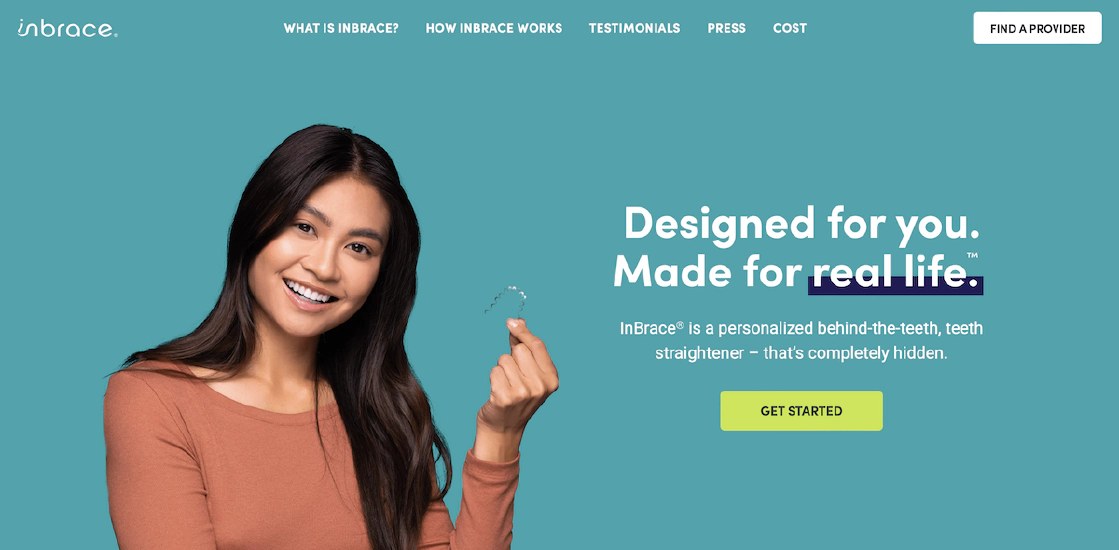 inbrace®
WHAT IS INBRACE?
HOW INBRACE WORKS
TESTIMONIALS
PRESS
COST
FIND A PROVIDER
Designed for you.
Made for real life.™
InBrace® is a personalized behind-the-teeth, teeth
straightener – that's completely hidden.
GET STARTED